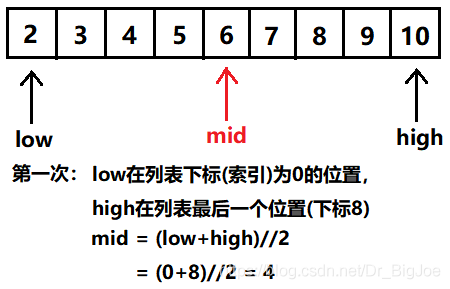 2 3 4 5 6 7 8 9 10
low mid high
第一次： low在列表下标(索引)为0的位置，
high在列表最后一个位置(下标8)
mid = (low+high)//2
= (0+8)//2 = 4
https://blog.csdn.net/Dr_BigJoe